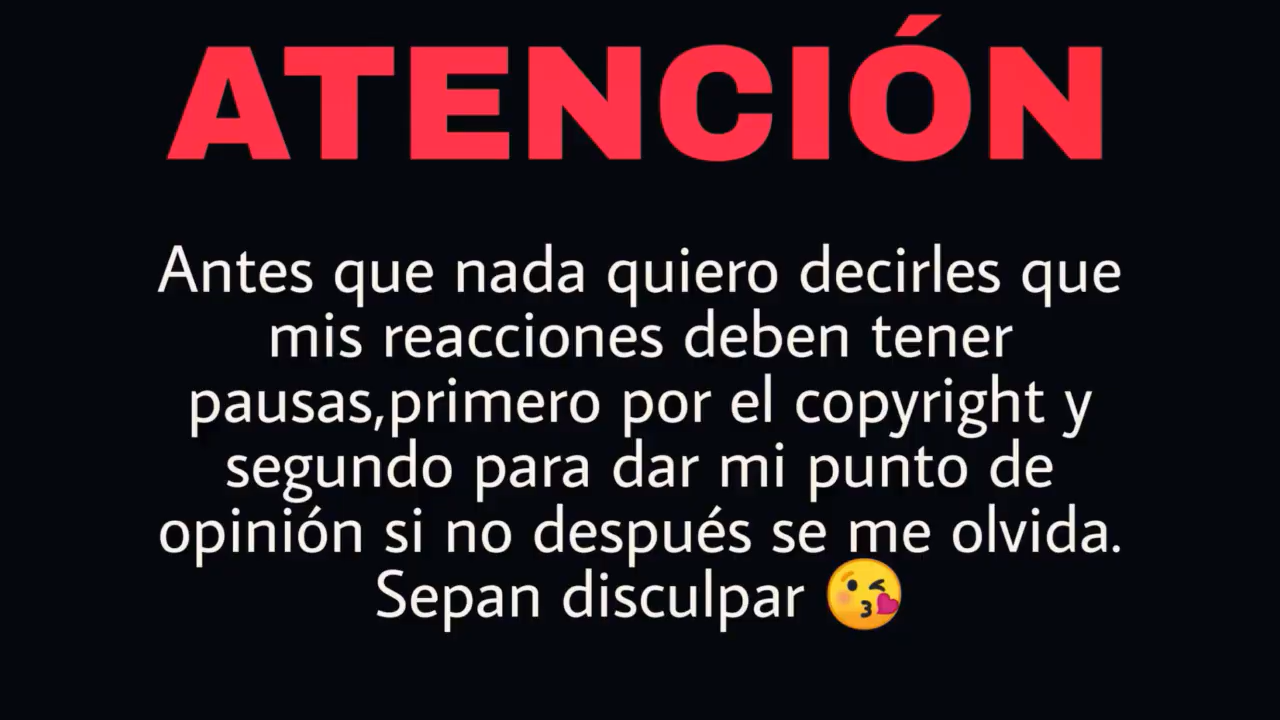 ATENCIÓN
Antes que nada quiero decirles que
mis reacciones deben tener
pausas,primero por el copyright y
segundo para dar mi punto de
opinión si no después se me olvida.
Sepan disculpar 😘